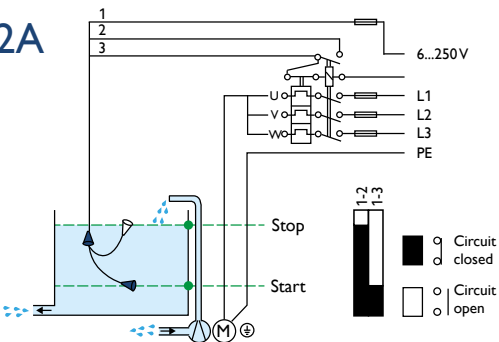 2A
1
2
3
6...250 V
U
V
W
L1
L2
L3
PE
Stop
Start
M
1-2
1-3
Circuit
closed
Circuit
open